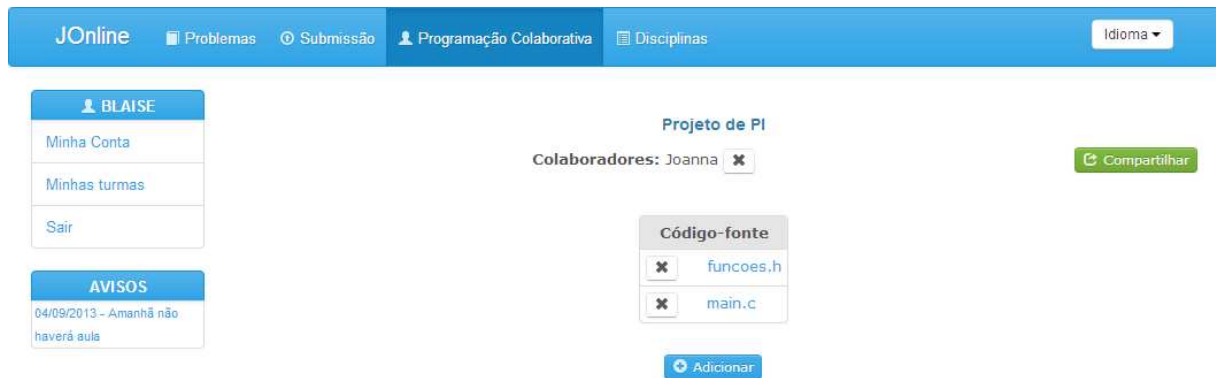 JOnline Problemas Submissão Programação Colaborativa Disciplinas Idioma
BLAISE
Minha Conta
Minhas turmas
Sair
AVISOS
04/09/2013 - Amanhã não
haverá aula
Projeto de PI
Colaboradores: Joanna
Compartilhar
Código-fonte
funcoes.h
main.c
Adicionar